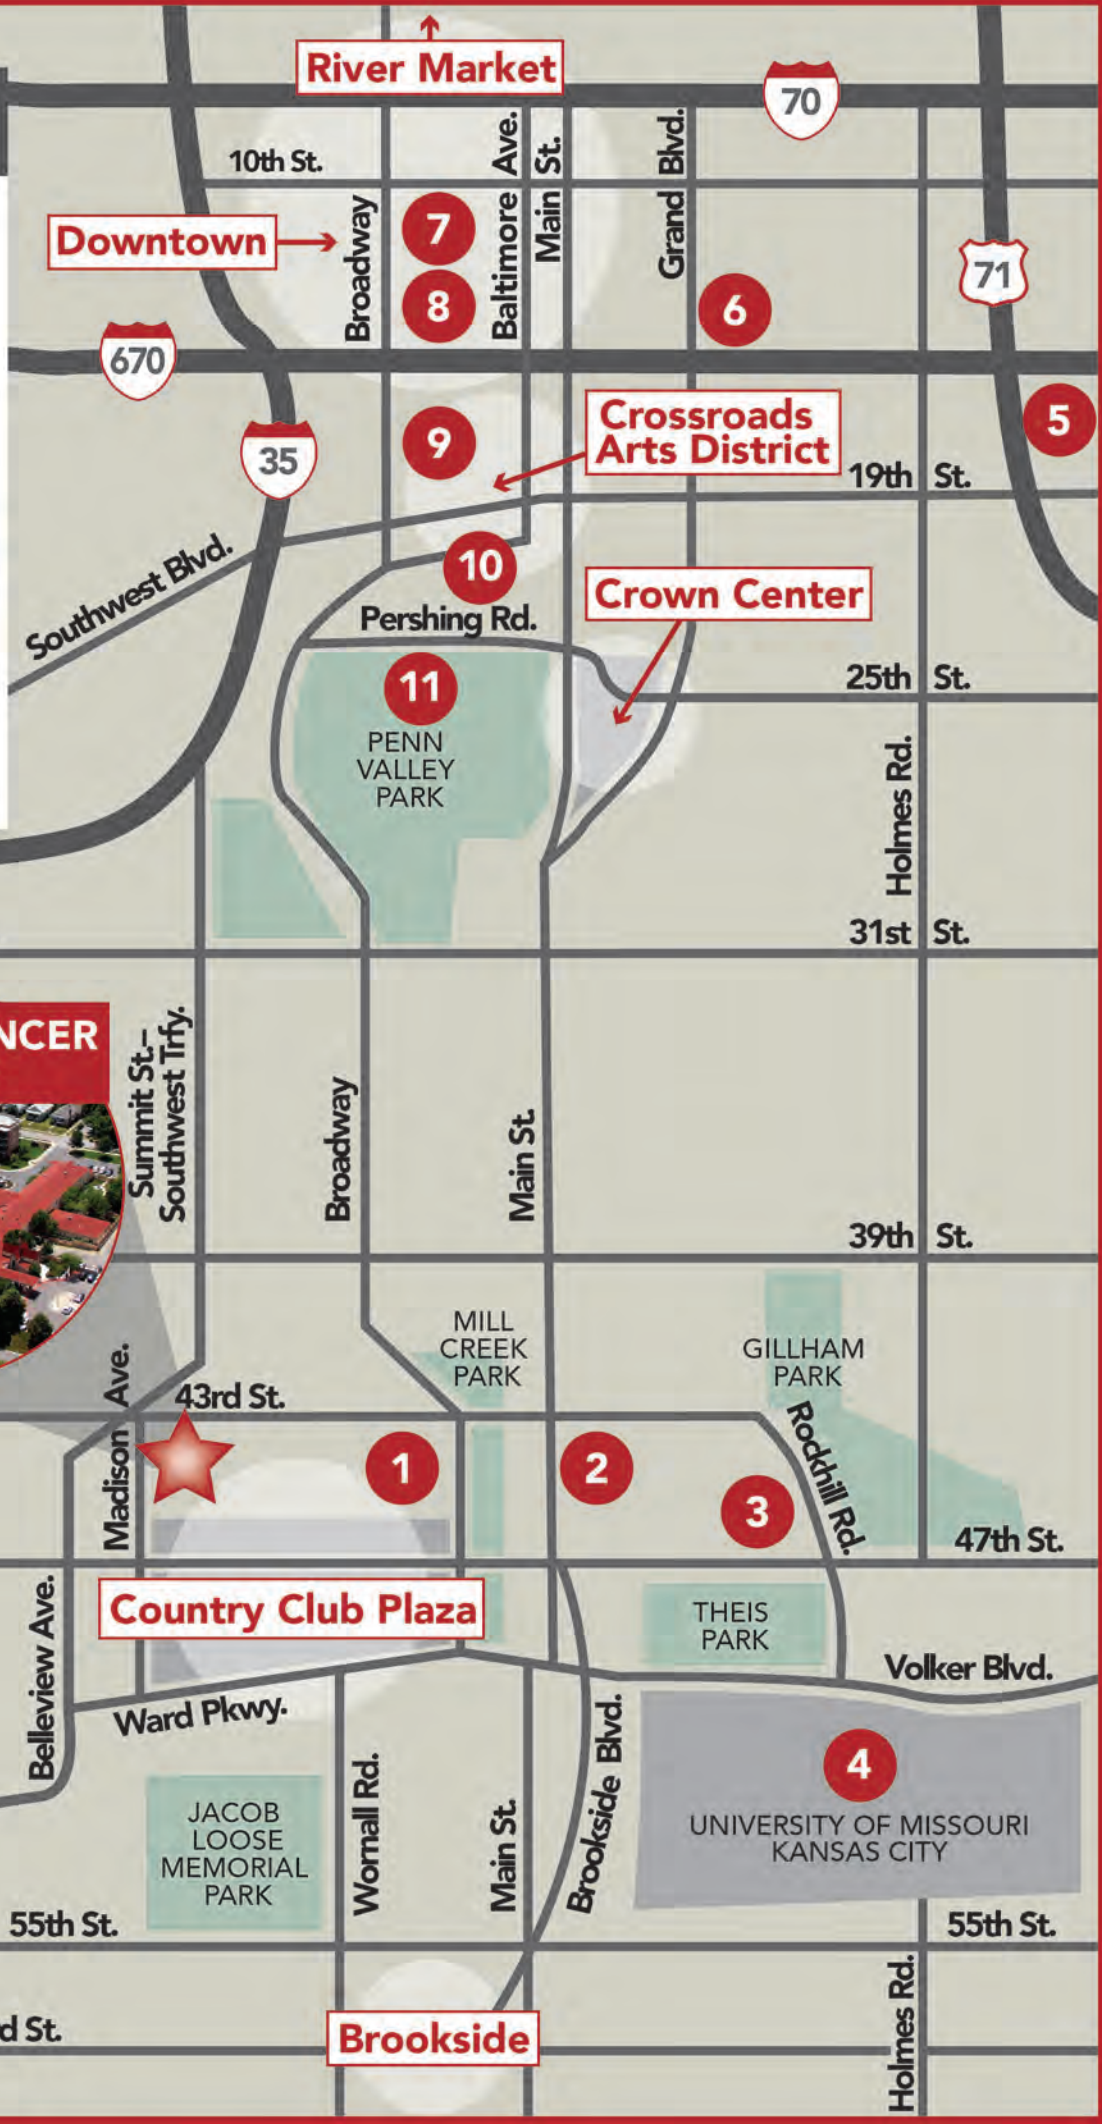 River Market
70
10th St.
Broadway
Baltimore Ave.
Main St.
Grand Blvd.
Downtown
7
71
8
6
670
Crossroads
Arts District
5
9
35
19th St.
Southwest Blvd.
10
Crown Center
Pershing Rd.
25th St.
11
PENN
VALLEY
PARK
Holmes Rd.
31st St.
NCER
Summit St.–
Southwest Trfy.
Broadway
Main St.
39th St.
MILL
CREEK
PARK
GILLHAM
PARK
Madison Ave.
43rd St.
Rockhill Rd.
1
2
3
47th St.
Country Club Plaza
THEIS
PARK
Belleview Ave.
Volker Blvd.
Ward Pkwy.
Brookside Blvd.
4
Wornall Rd.
Main St.
JACOB
LOOSE
MEMORIAL
PARK
UNIVERSITY OF MISSOURI
KANSAS CITY
55th St.
55th St.
Holmes Rd.
d St.
Brookside